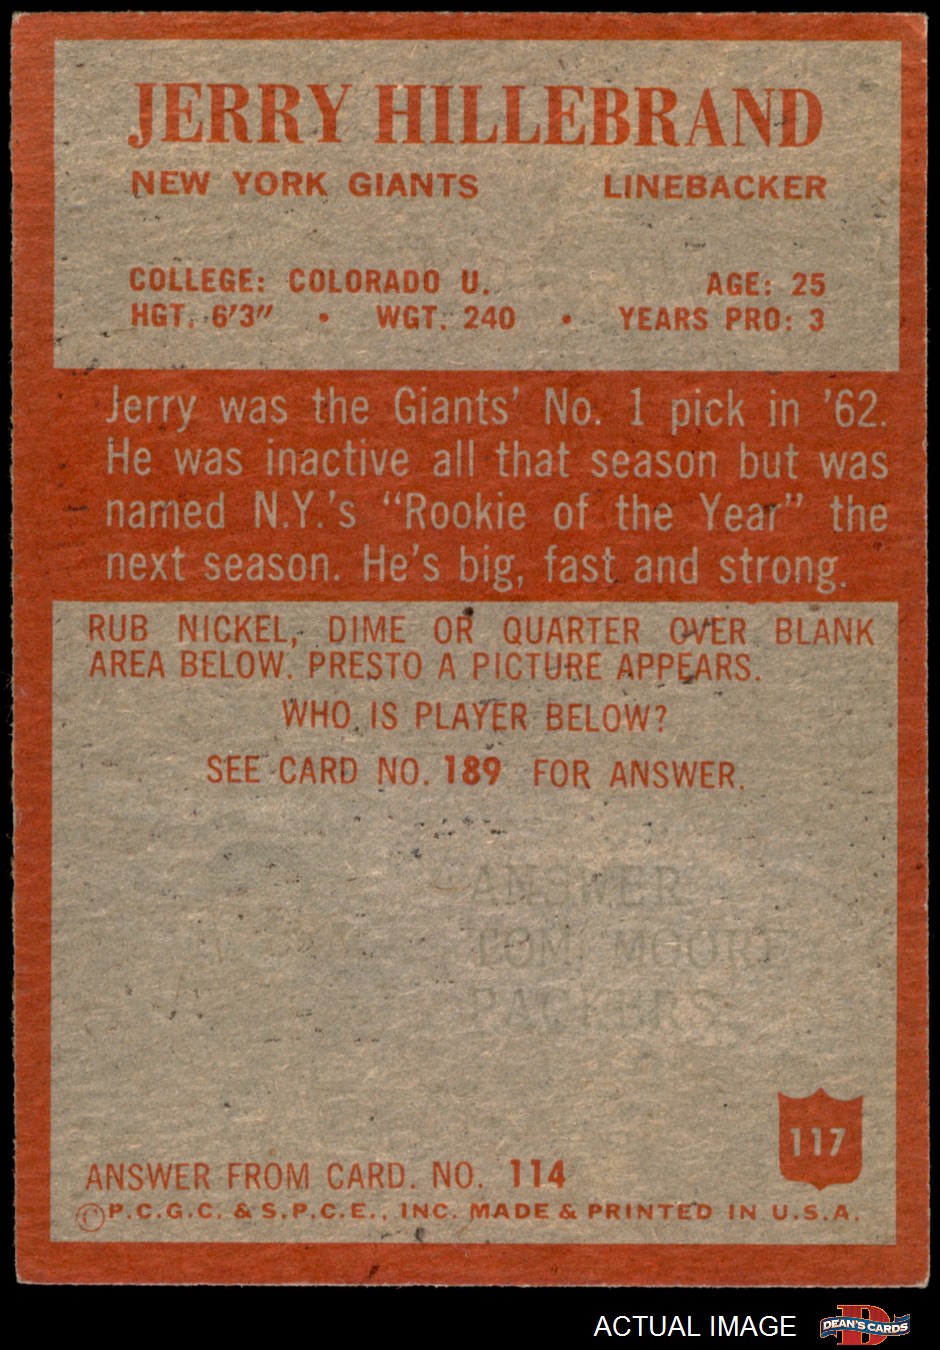 JERRY HILLEBRAND
NEW YORK GIANTS LINEBACKER
COLLEGE: COLORADO U. AGE: 25
HGT. 6'3" • WGT. 240 • YEARS PRO: 3
Jerry was the Giants' No. 1 pick in '62.
He was inactive all that season but was
named N.Y.'s “Rookie of the Year” the
next season. He's big, fast and strong.
RUB NICKEL, DIME OR QUARTER OVER BLANK
AREA BELOW. PRESTO A PICTURE APPEARS.
WHO IS PLAYER BELOW?
SEE CARD NO. 189 FOR ANSWER.
ANSWER
TOM MOORE
PACKERS
117
ANSWER FROM CARD. NO. 114
©P.C.G.C. & S.P.C.E., INC. MADE & PRINTED IN U.S.A.
ACTUAL IMAGE DEAN'S CARDS